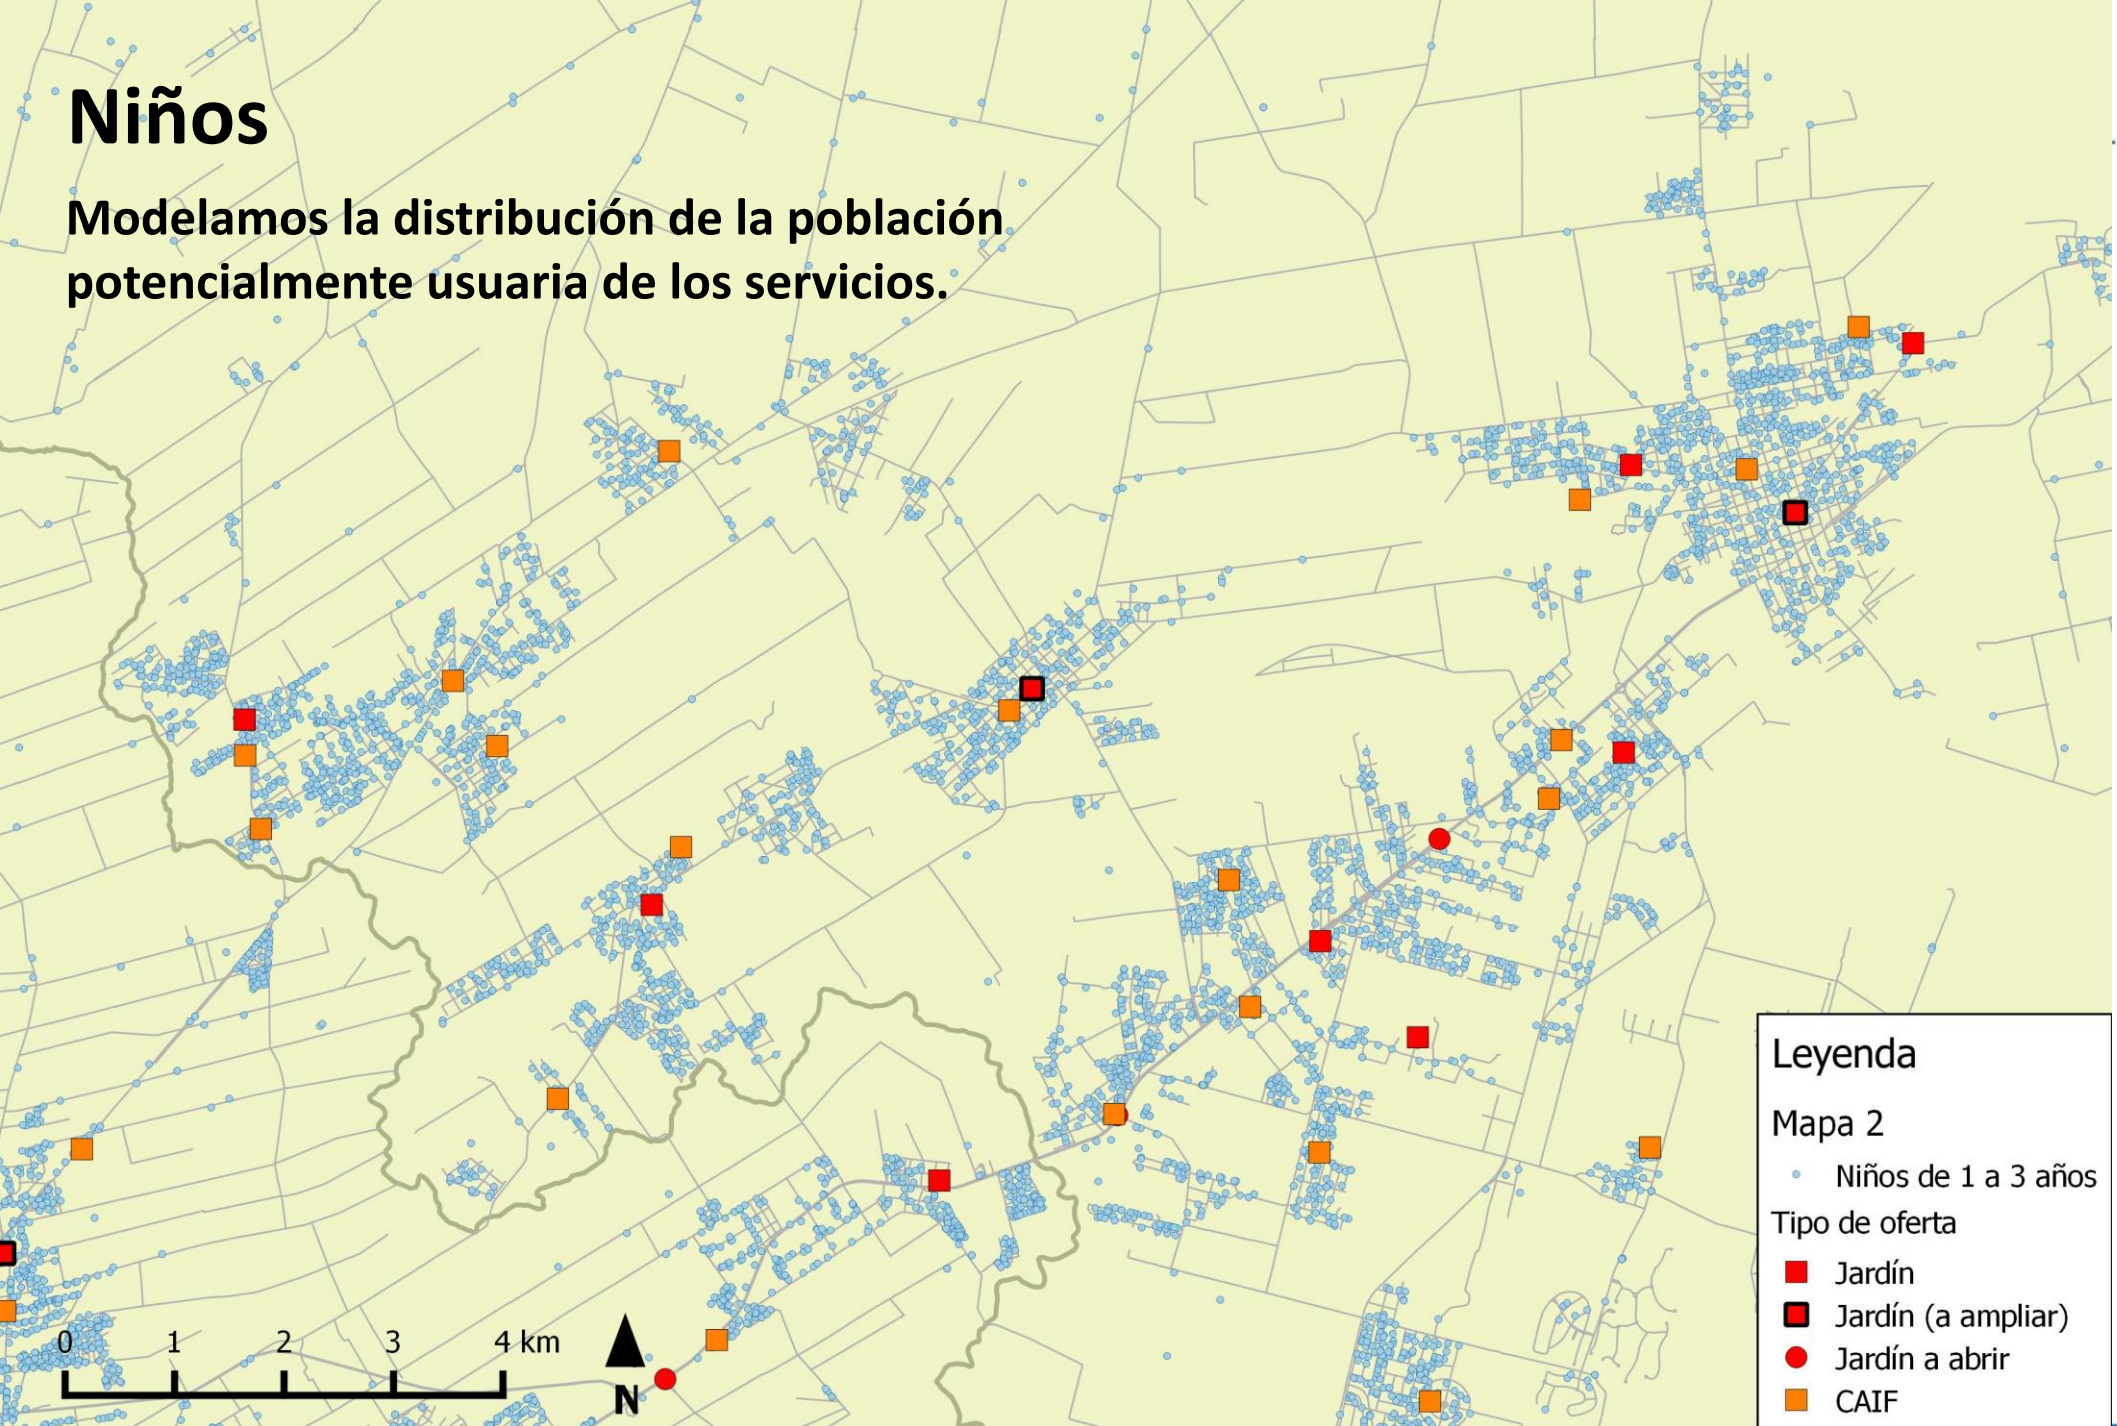 Niños
Modelamos la distribución de la población
potencialmente usuaria de los servicios.
Leyenda
Mapa 2
Niños de 1 a 3 años
Tipo de oferta
Jardín
Jardín (a ampliar)
Jardín a abrir
CAIF
0 1 2 3 4 km
N